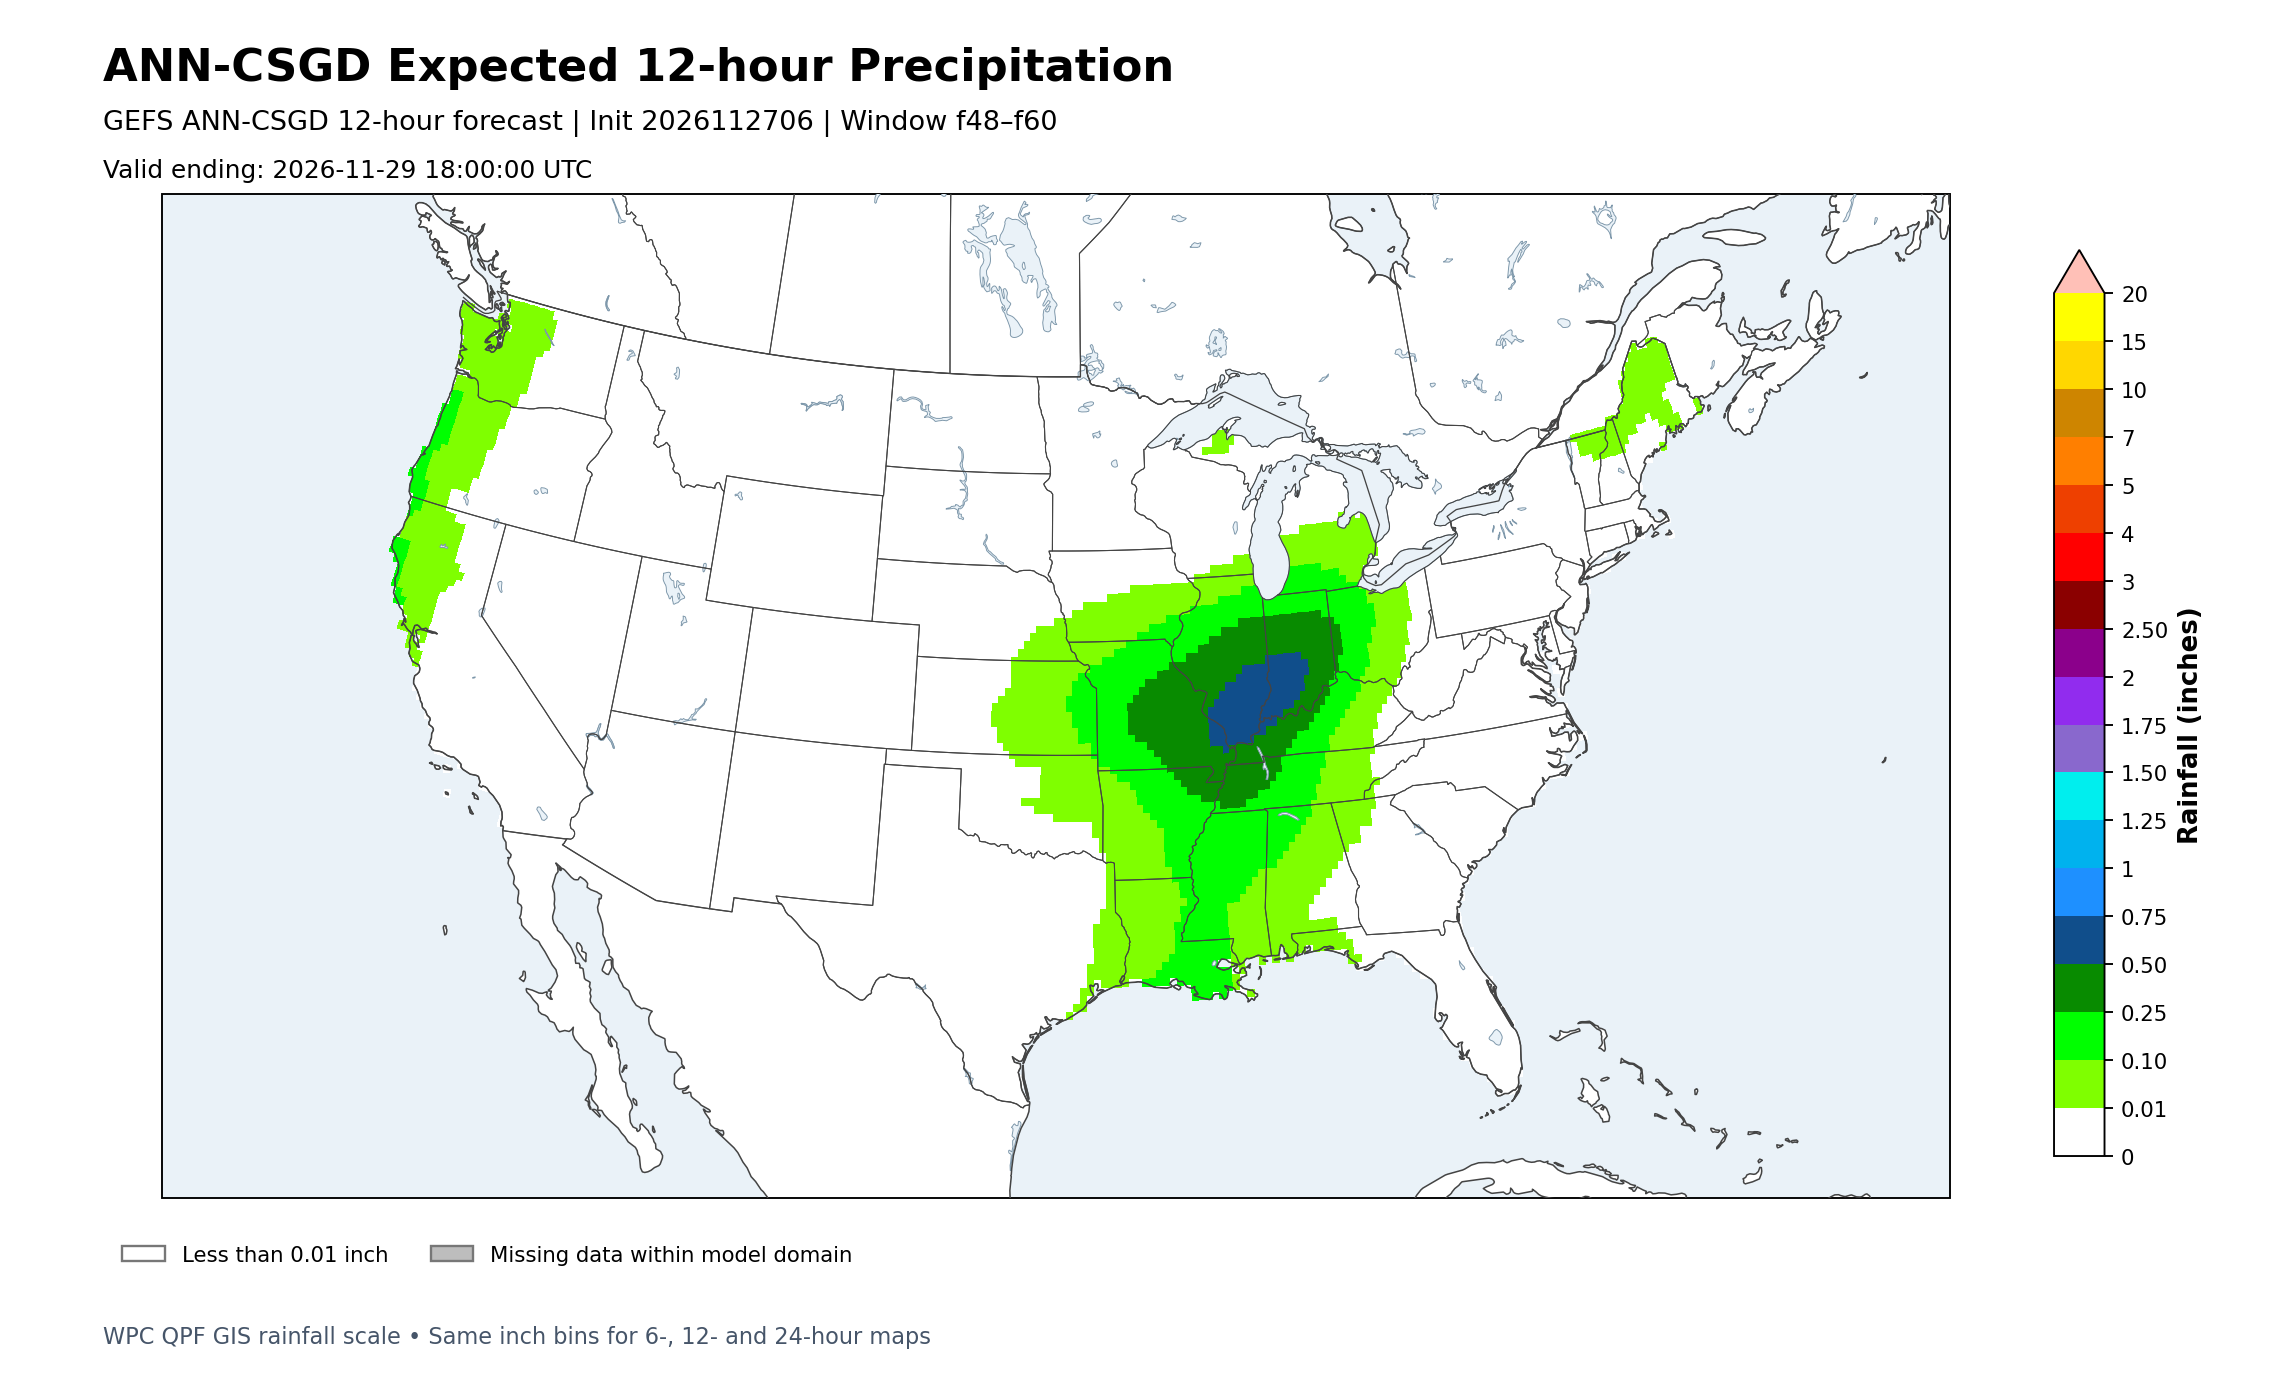 ANN-CSGD Expected 12-hour Precipitation
GEFS ANN-CSGD 12-hour forecast | Init 2026112706 | Window f48–f60
Valid ending: 2026-11-29 18:00:00 UTC
20
15
10
7
5
4
3
2.50
2
1.75
1.50
1.25
1
0.75
0.50
0.25
0.10
0.01
0
Rainfall (inches)
Less than 0.01 inch
Missing data within model domain
WPC QPF GIS rainfall scale • Same inch bins for 6-, 12- and 24-hour maps